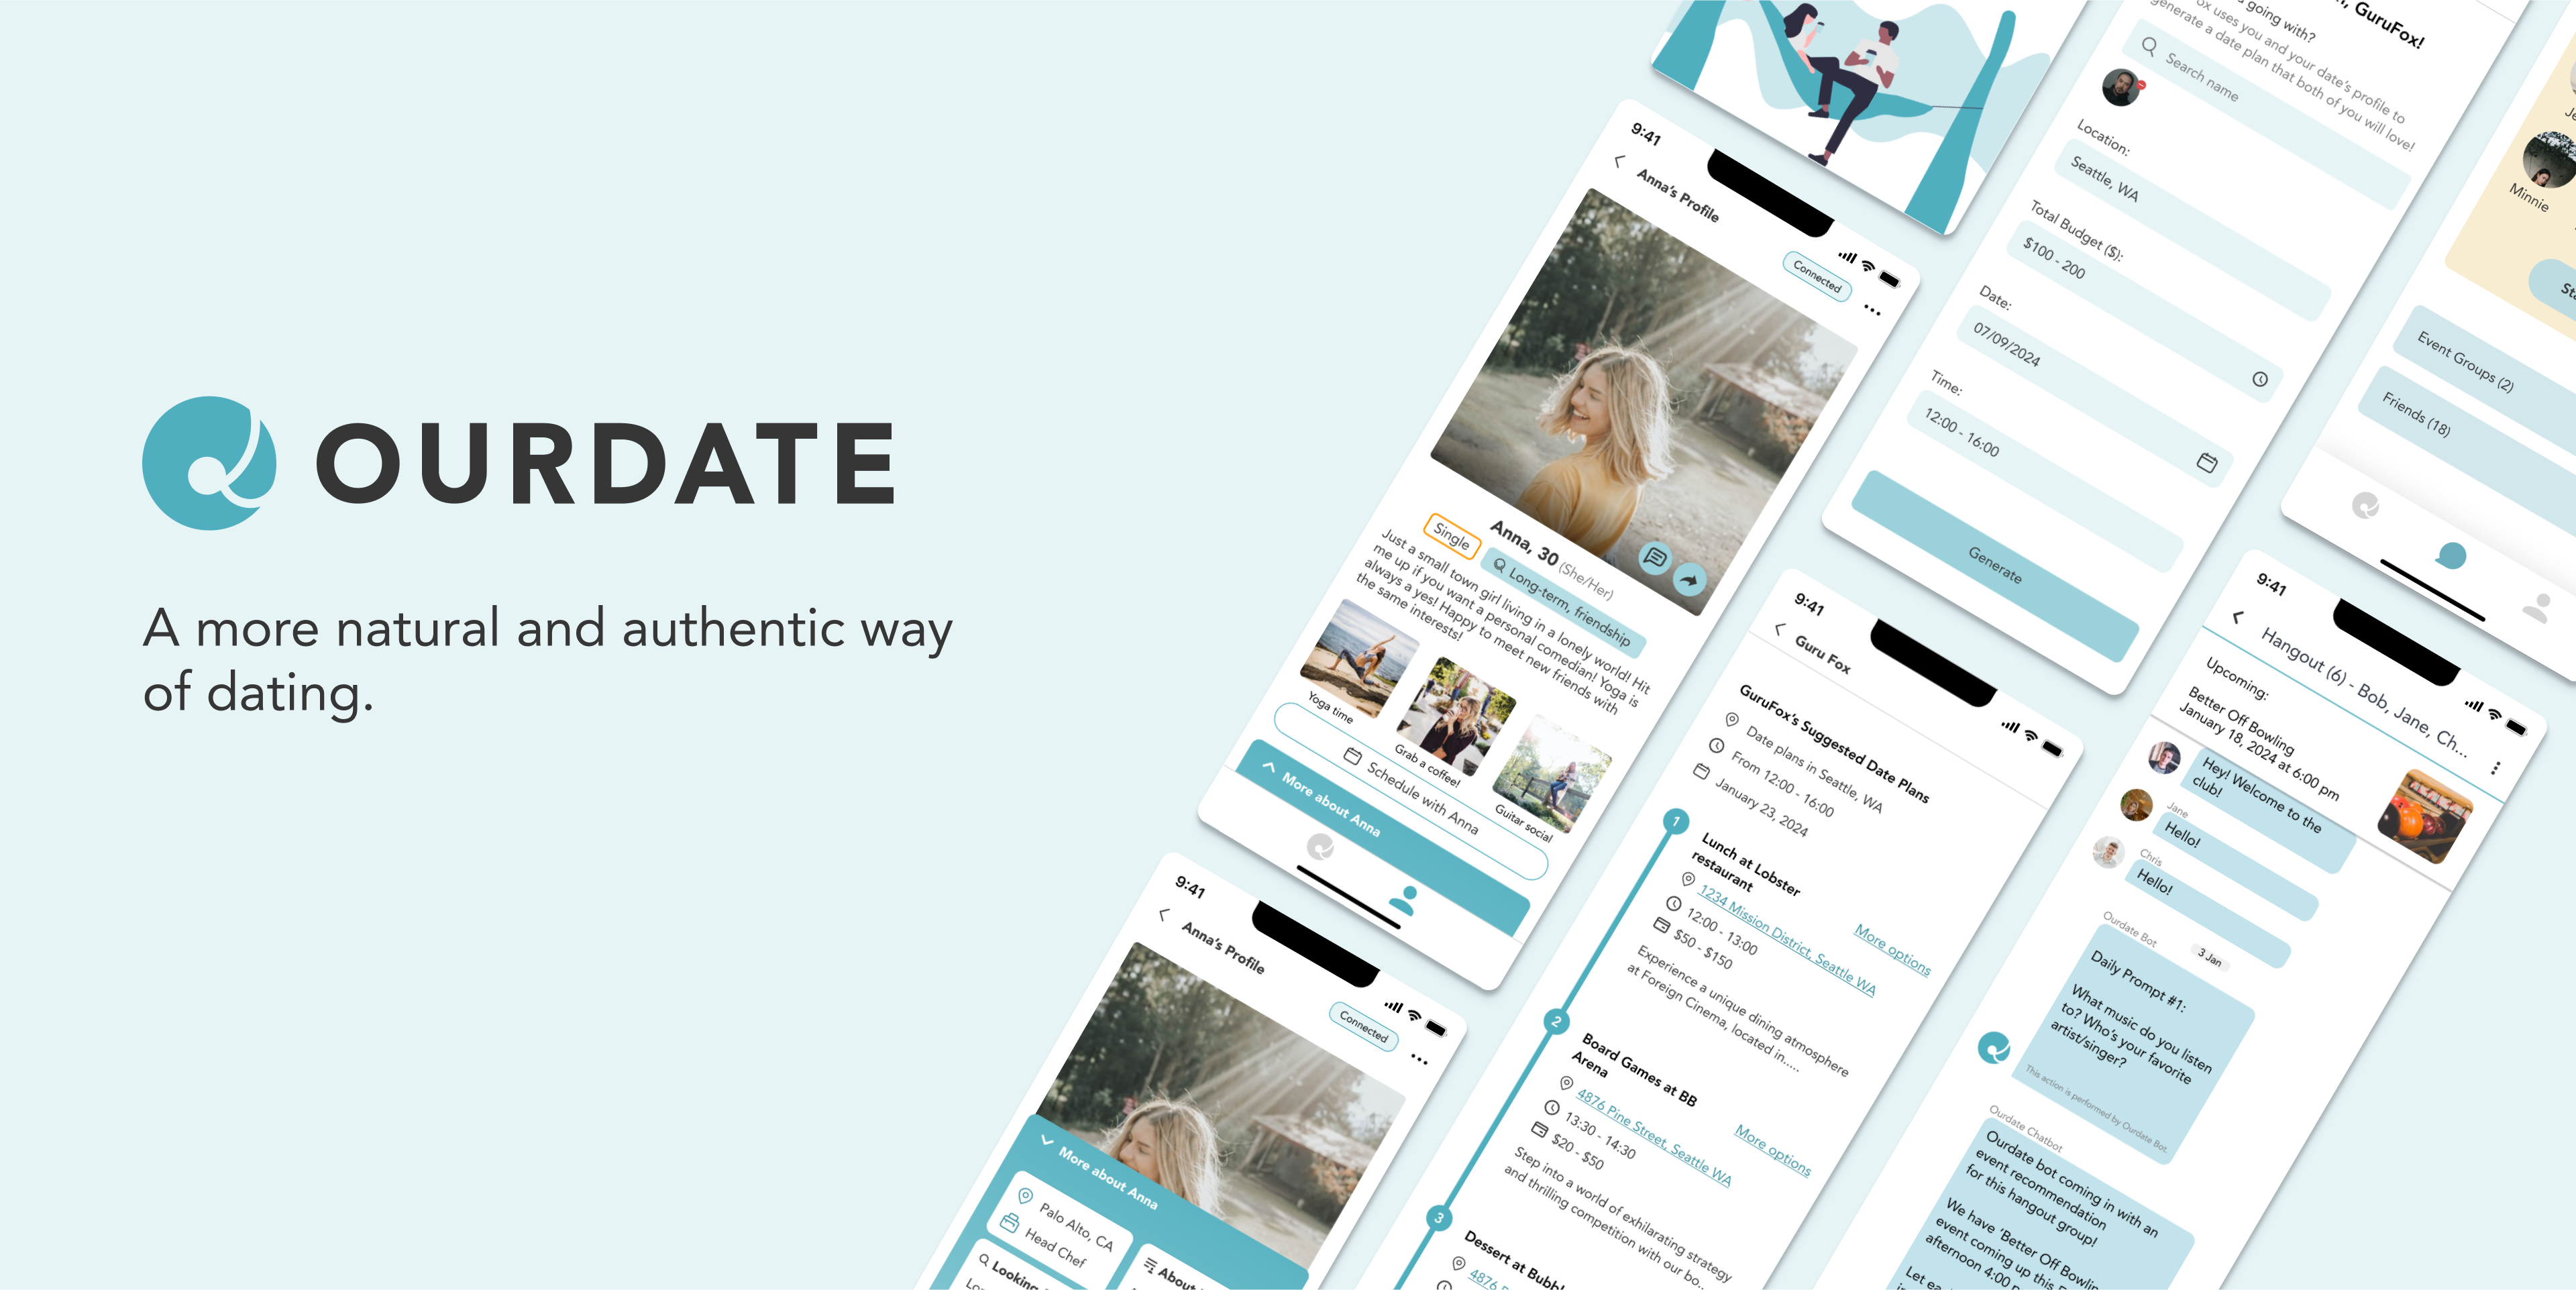 OURDATE
A more natural and authentic way
of dating.
9:41
Anna's Profile
Connected
Anna, 30 (She/Her)
Single
Long-term, friendship
Just a small town girl living in a lonely world! Hit
me up if you want a personal comedian! Yoga is
always a yes! Happy to meet new friends with
the same interests!
Yoga time
Grab a coffee!
Guitar social
Schedule with Anna
More about Anna
9:41
Anna's Profile
Connected
More about Anna
Palo Alto, CA
Head Chef
Looking
About
GuruFox!
going with?
uses you and your date's profile to
generate a date plan that both of you will love!
Search name
Location:
Seattle, WA
Total Budget ($):
$100 - 200
Date:
07/09/2024
Time:
12:00 - 16:00
Generate
9:41
Guru Fox
GuruFox's Suggested Date Plans
Date plans in Seattle, WA
From 12:00 - 16:00
January 23, 2024
1
Lunch at Lobster
restaurant
1234 Mission District, Seattle WA
12:00 - 13:00
$50 - $150
More options
Experience a unique dining atmosphere
at Foreign Cinema, located in.....
2
Board Games at BB
Arena
4876 Pine Street, Seattle WA
13:30 - 14:30
$20 - $50
More options
Step into a world of exhilarating strategy
and thrilling competition with our bo..
3
Dessert at
4876
Minnie
Event Groups (2)
Friends (18)
9:41
Hangout (6) - Bob, Jane, Ch...
Upcoming:
Better Off Bowling
January 18, 2024 at 6:00 pm
Hey! Welcome to the
club!
Jane
Hello!
Chris
Hello!
3 Jan
Ourdate Bot
Daily Prompt #1:
What music do you listen
to? Who's your favorite
artist/singer?
This action is performed by Ourdate Bot.
Ourdate Chatbot
Ourdate bot coming in with an
event recommendation
for this hangout group!
We have 'Better Off
event coming up this
afternoon 4:00
Let